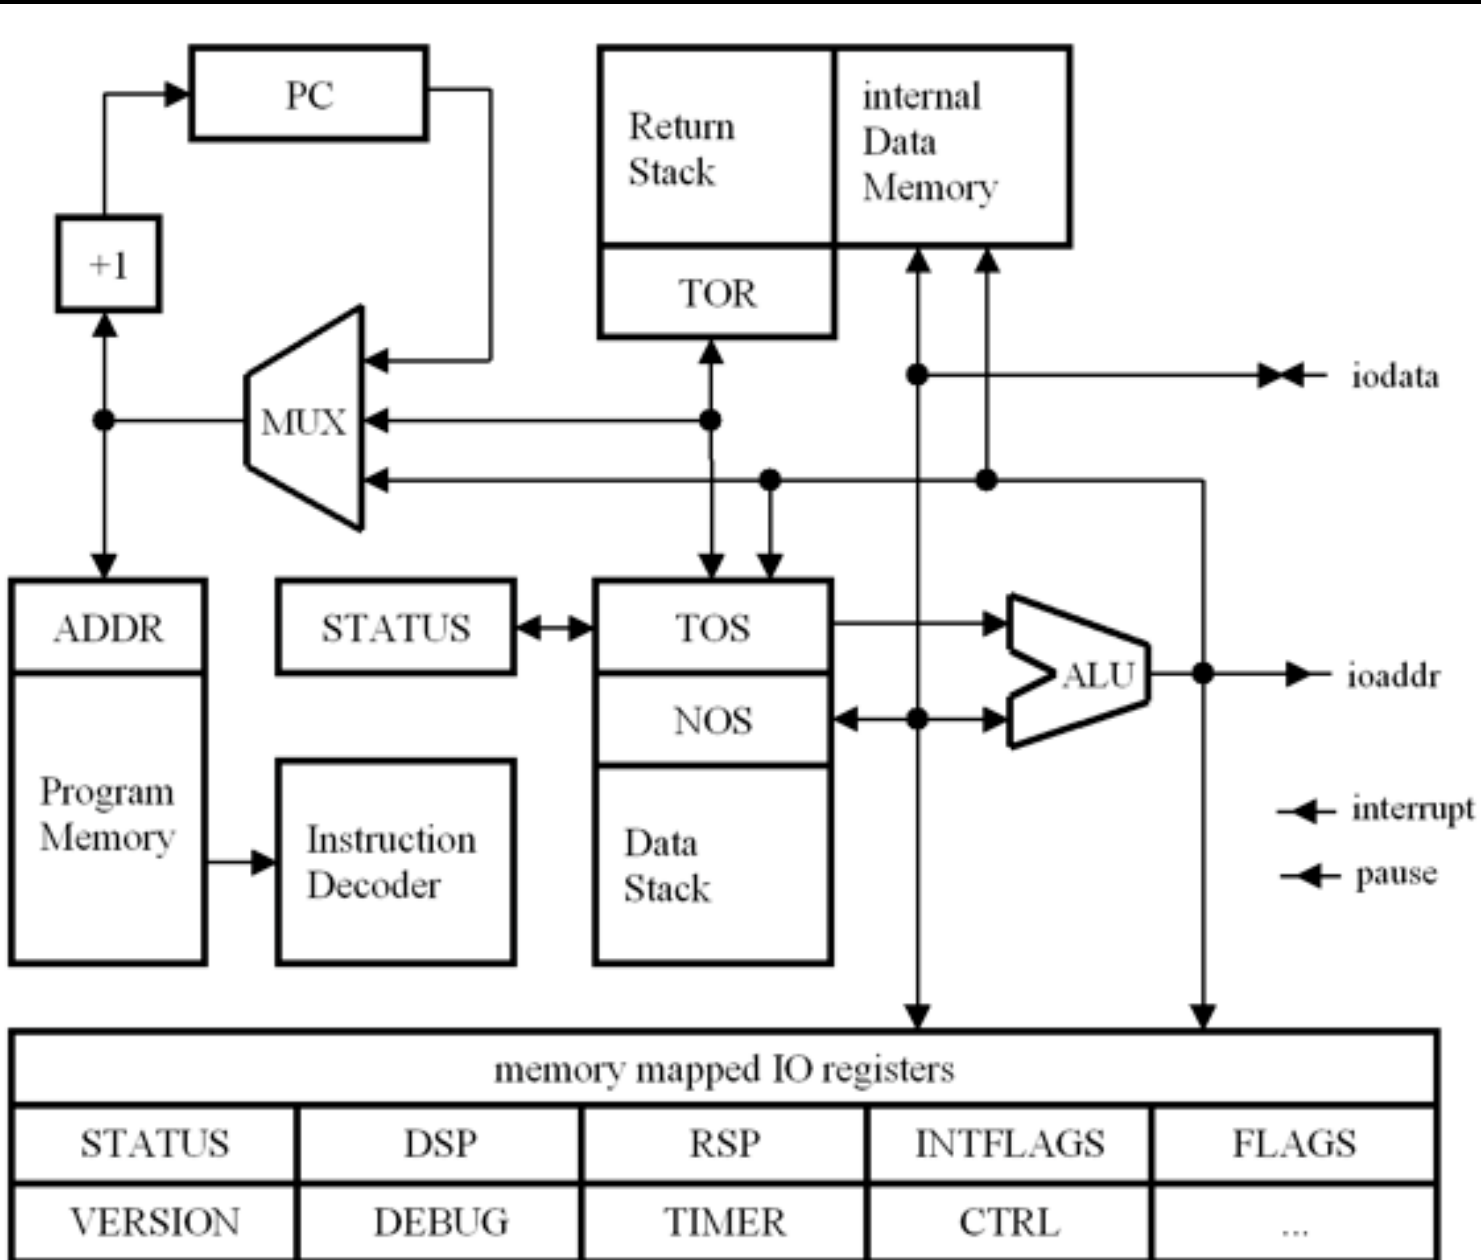 PC
Return
Stack
internal
Data
Memory
+1
TOR
iodata
MUX
ADDR
STATUS
TOS
ALU
ioaddr
NOS
Program
Memory
Instruction
Decoder
Data
Stack
interrupt
pause
memory mapped IO registers
STATUS DSP RSP INTFLAGS FLAGS
VERSION DEBUG TIMER CTRL ...